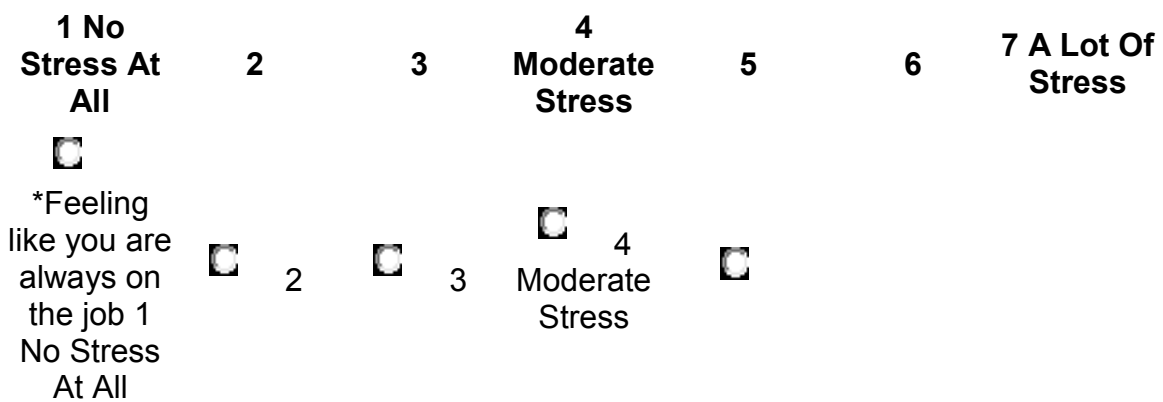 1 No
Stress At
All
2
3
4
Moderate
Stress
5
6
7 A Lot Of
Stress
*Feeling
like you are
always on
the job 1
No Stress
At All
2
3
4
Moderate
Stress